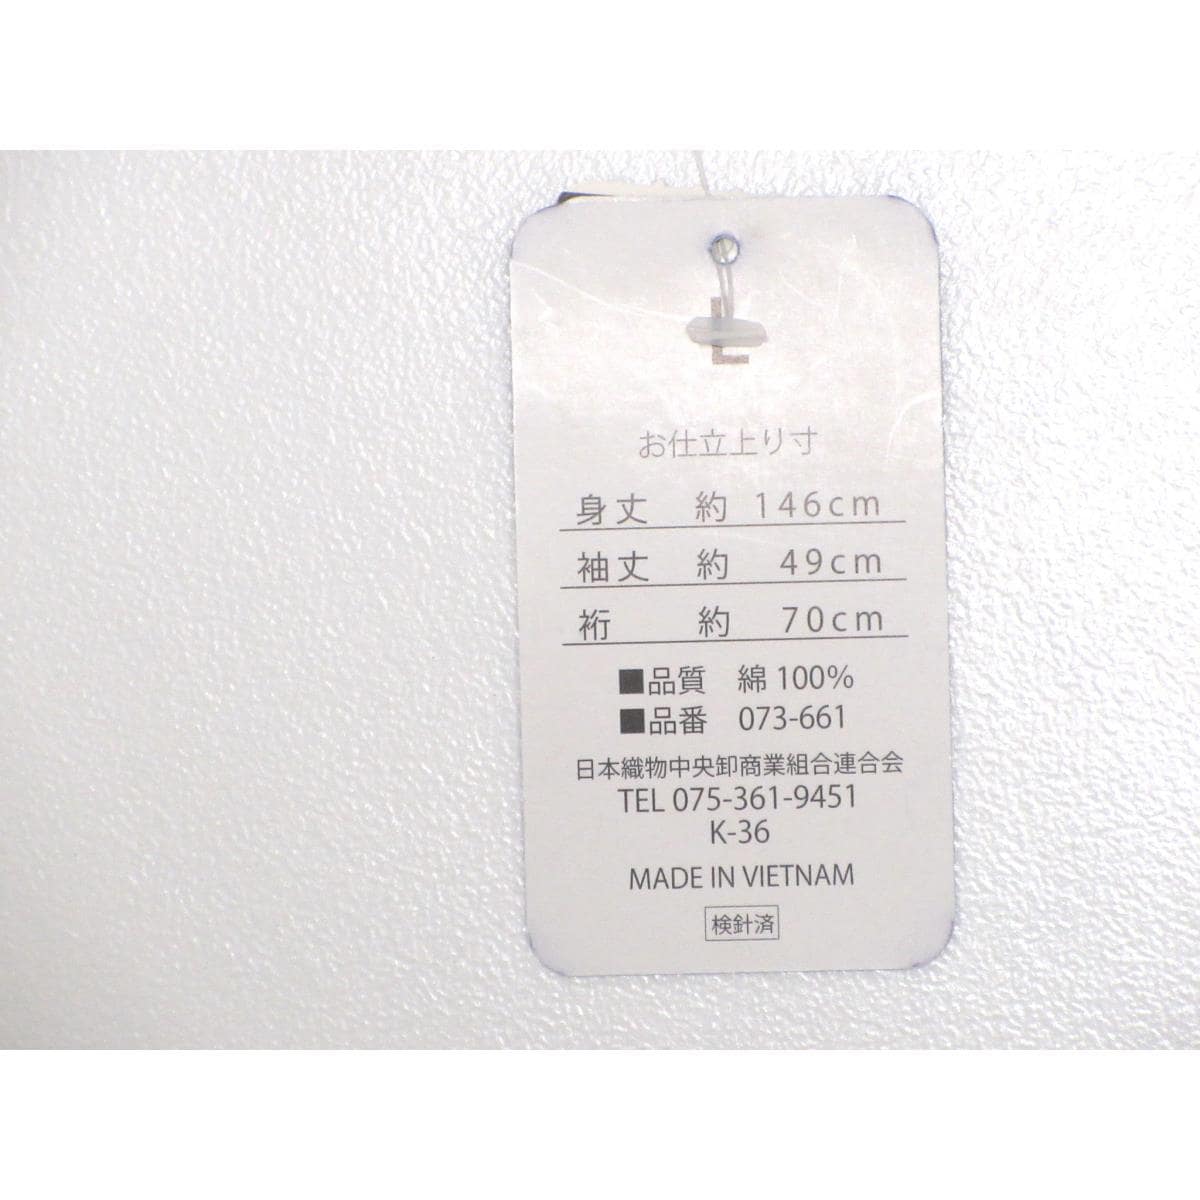 L
お仕立上り寸
身丈 約 146cm
袖丈 約 49cm
裄 約 70cm
■品質 綿 100%
■品番 073-661
日本織物中央卸商業組合連合会
TEL 075-361-9451
K-36
MADE IN VIETNAM
検針済